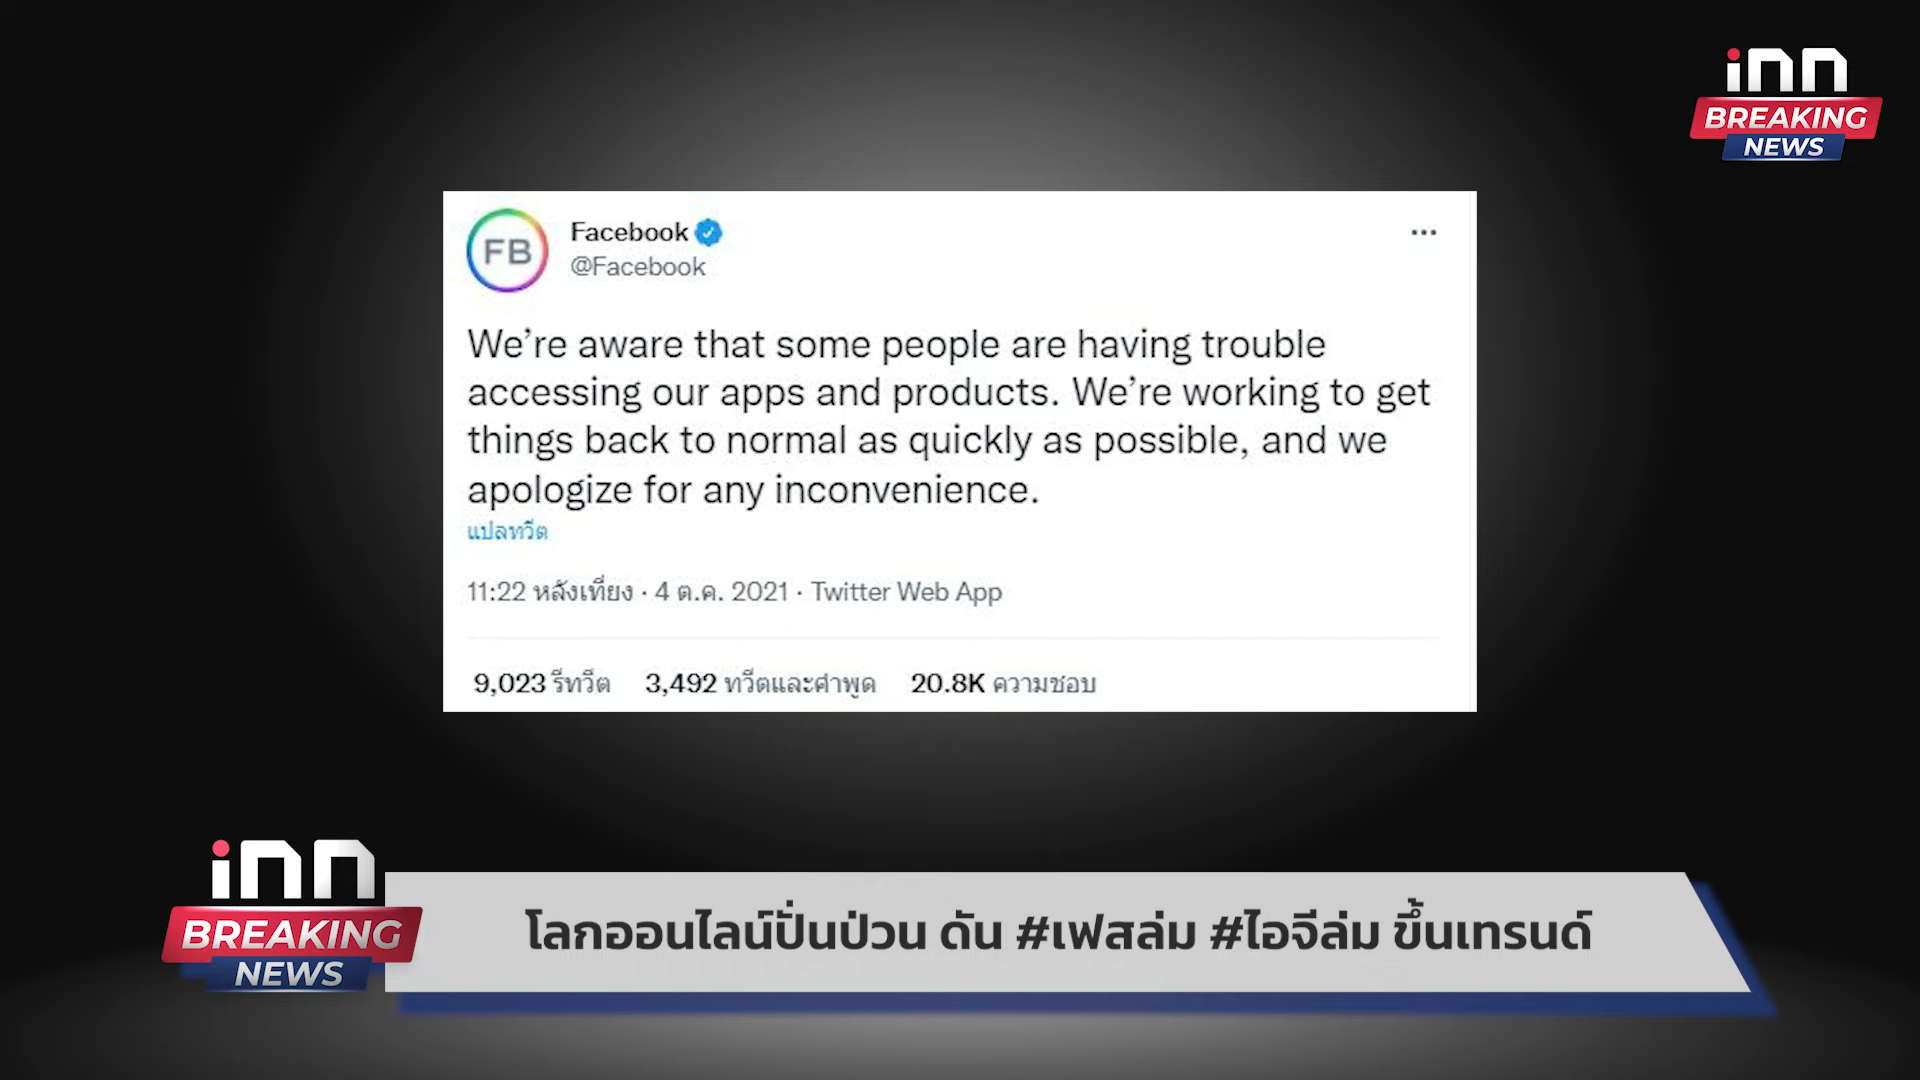 inn
BREAKING
NEWS
FB
Facebook
@Facebook
We’re aware that some people are having trouble
accessing our apps and products. We’re working to get
things back to normal as quickly as possible, and we
apologize for any inconvenience.
แปลทวีต
11:22 หลังเที่ยง · 4 ต.ค. 2021 · Twitter Web App
9,023 รีทวีต 3,492 ทวีตและคำพูด 20.8K ความชอบ
inn
BREAKING
NEWS
โลกออนไลน์ปั่นป่วน ดัน #เฟสล่ม #ไอจีล่ม ขึ้นเทรนด์